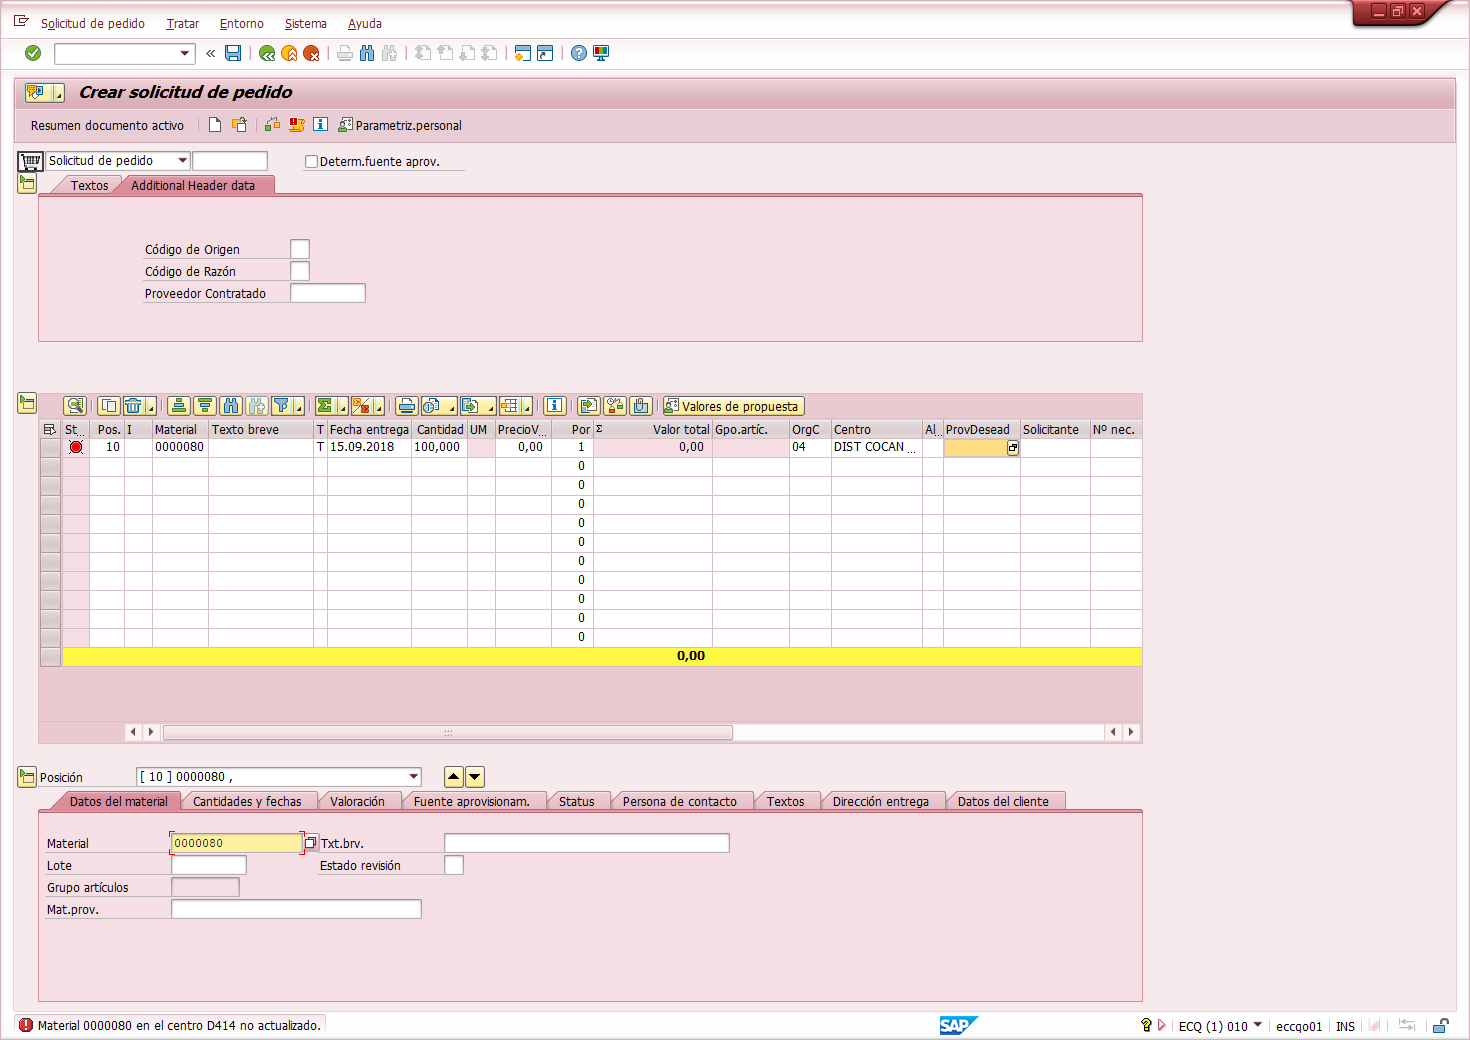 Solicitud de pedido Tratar Entorno Sistema Ayuda
Crear solicitud de pedido
Resumen documento activo Parametriz.personal
Solicitud de pedido Determ.fuente aprov.
Textos Additional Header data
Código de Origen
Código de Razón
Proveedor Contratado
Valores de propuesta
St... Pos. I Material Texto breve T Fecha entrega Cantidad UM PrecioV... Por Σ Valor total Gpo.artíc. OrgC Centro Al... ProvDesead Solicitante Nº nec.
10 0000080 T 15.09.2018 100,000 0,00 1 0,00 04 DIST COCAN ...
0
0
0
0
0
0
0
0
0
0
0,00
Posición [ 10 ] 0000080 ,
Datos del material Cantidades y fechas Valoración Fuente aprovisionam. Status Persona de contacto Textos Dirección entrega Datos del cliente
Material 0000080 Txt.brv.
Lote Estado revisión
Grupo artículos
Mat.prov.
Material 0000080 en el centro D414 no actualizado. SAP ECQ (1) 010 eccqo01 INS